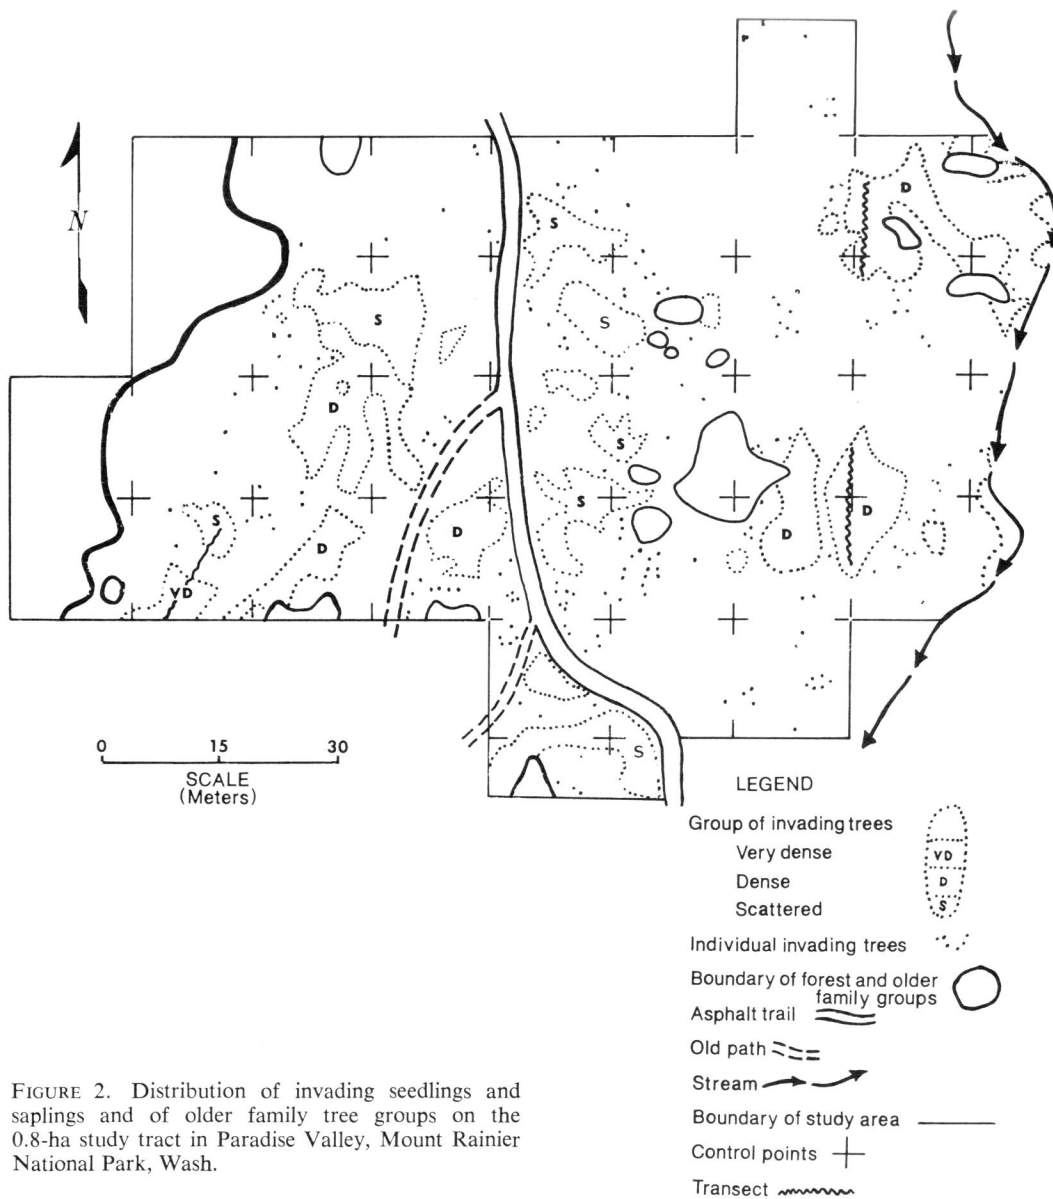 N
S
D
S
S
D
S
S
S
D
VD
D
D
D
S
0 15 30
SCALE
(Meters)
LEGEND
Group of invading trees
Very dense VD
Dense D
Scattered S
Individual invading trees
Boundary of forest and older
family groups
Asphalt trail
Old path
Stream
Boundary of study area
Control points
Transect
FIGURE 2. Distribution of invading seedlings and
saplings and of older family tree groups on the
0.8-ha study tract in Paradise Valley, Mount Rainier
National Park, Wash.